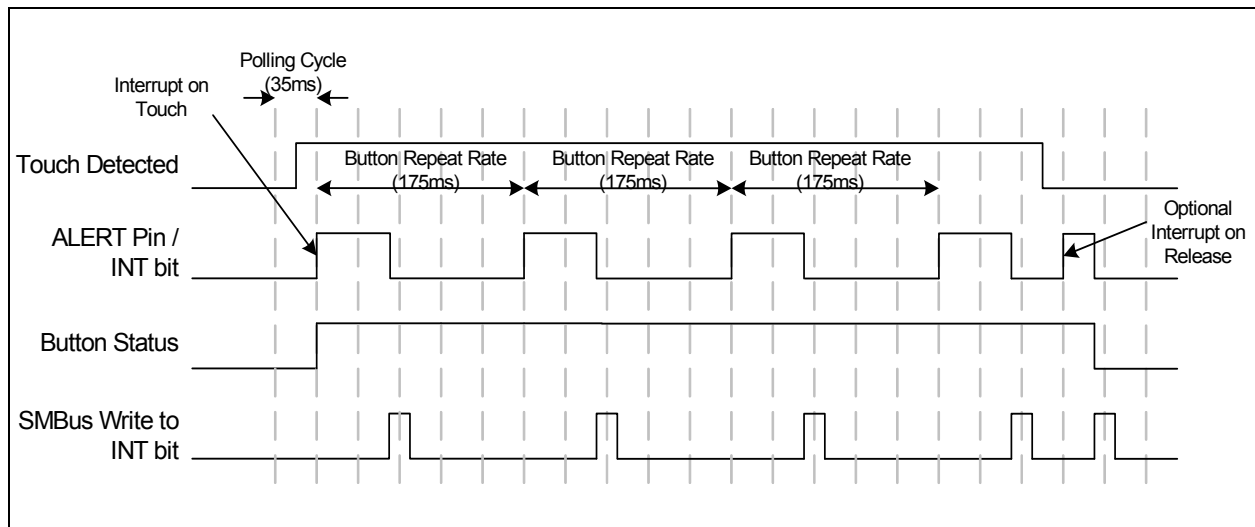 Polling Cycle
(35ms)
Interrupt on
Touch
Touch Detected
Button Repeat Rate
(175ms)
Button Repeat Rate
(175ms)
Button Repeat Rate
(175ms)
ALERT Pin /
INT bit
Optional
Interrupt on
Release
Button Status
SMBus Write to
INT bit